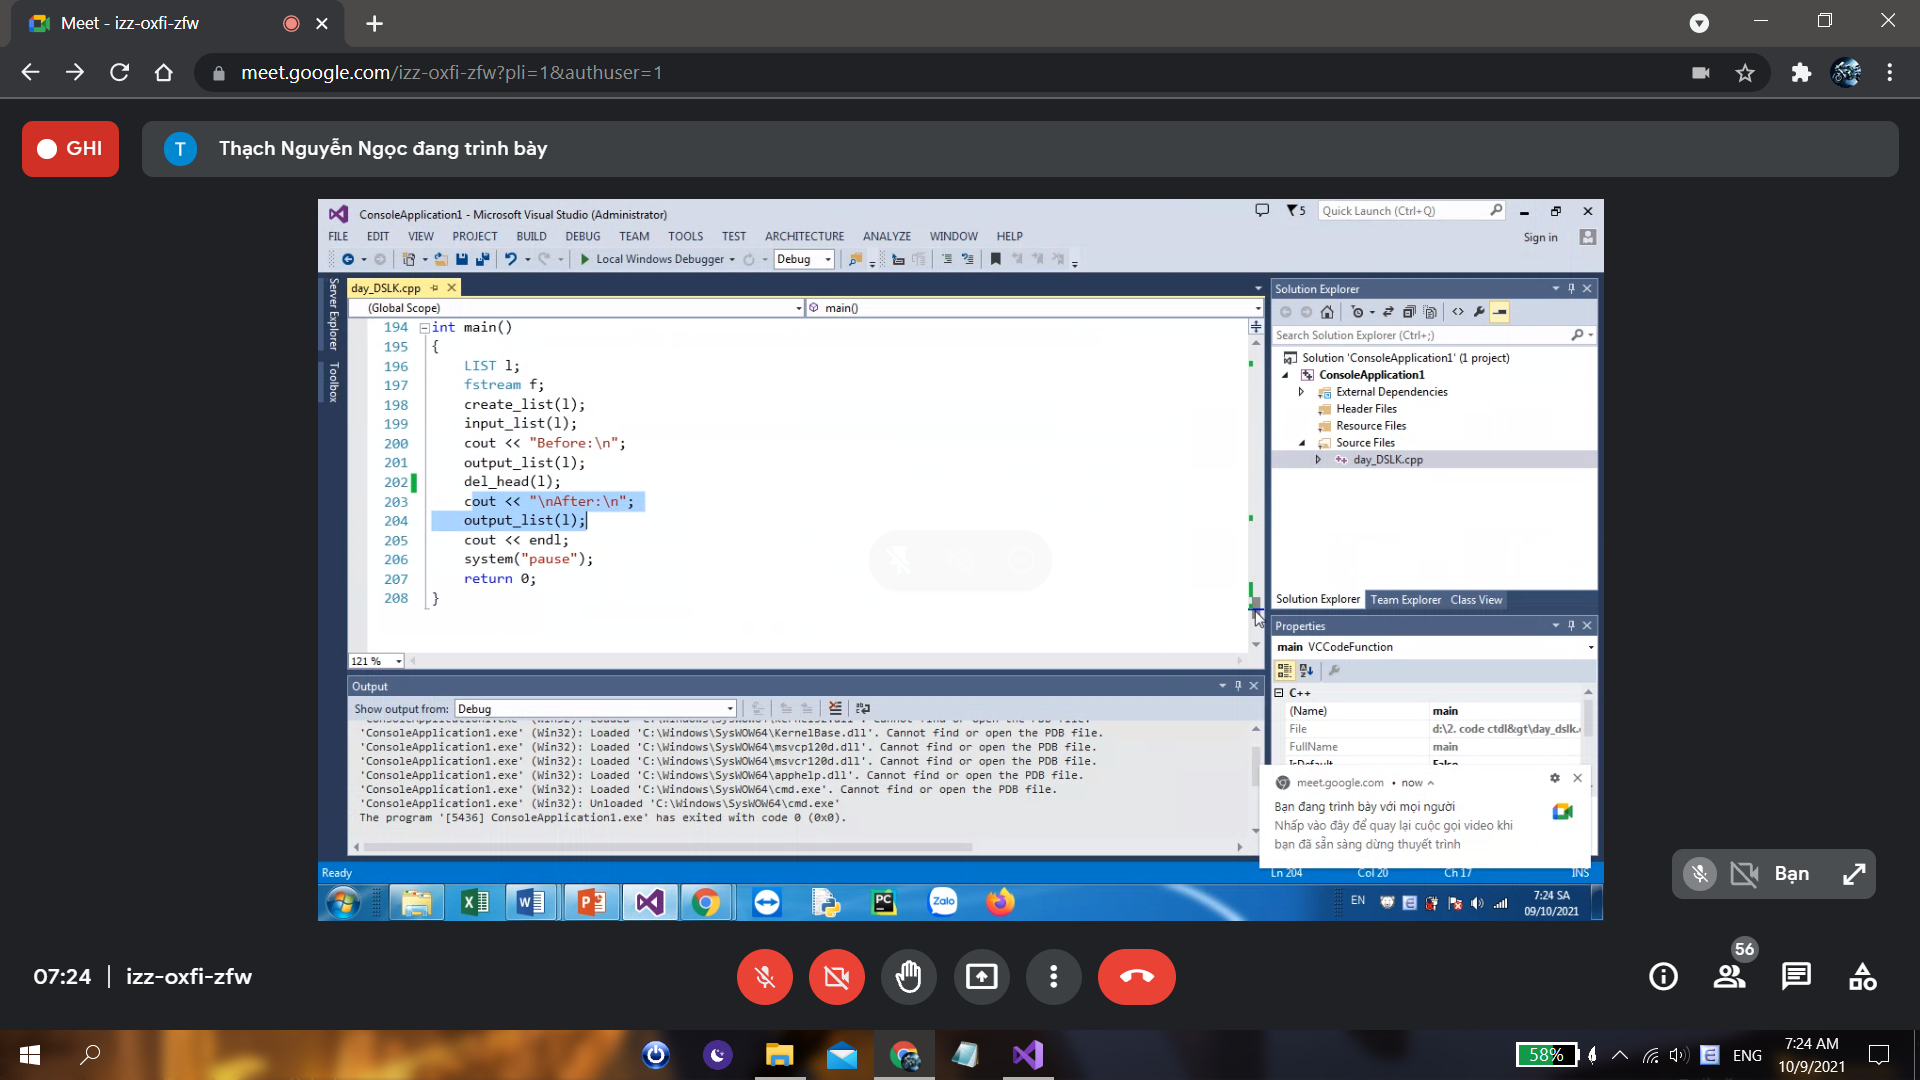 Meet - izz-oxfi-zfw
meet.google.com/izz-oxfi-zfw?pli=1&authuser=1
GHI
T
Thạch Nguyễn Ngọc đang trình bày
ConsoleApplication1 - Microsoft Visual Studio (Administrator)
5
Quick Launch (Ctrl+Q)
FILE EDIT VIEW PROJECT BUILD DEBUG TEAM TOOLS TEST ARCHITECTURE ANALYZE WINDOW HELP
Sign in
Local Windows Debugger
Debug
Server Explorer
Toolbox
day_DSLK.cpp
(Global Scope)
main()
194 int main()
195 {
196 LIST l;
197 fstream f;
198 create_list(l);
199 input_list(l);
200 cout << "Before:\n";
201 output_list(l);
202 del_head(l);
203 cout << "\nAfter:\n";
204 output_list(l);
205 cout << endl;
206 system("pause");
207 return 0;
208 }
121 %
Output
Show output from: Debug
'ConsoleApplication1.exe' (Win32): Loaded 'C:\Windows\SysWOW64\KernelBase.dll'. Cannot find or open the PDB file.
'ConsoleApplication1.exe' (Win32): Loaded 'C:\Windows\SysWOW64\msvcp120d.dll'. Cannot find or open the PDB file.
'ConsoleApplication1.exe' (Win32): Loaded 'C:\Windows\SysWOW64\msvcr120d.dll'. Cannot find or open the PDB file.
'ConsoleApplication1.exe' (Win32): Loaded 'C:\Windows\SysWOW64\apphelp.dll'. Cannot find or open the PDB file.
'ConsoleApplication1.exe' (Win32): Loaded 'C:\Windows\SysWOW64\cmd.exe'. Cannot find or open the PDB file.
'ConsoleApplication1.exe' (Win32): Unloaded 'C:\Windows\SysWOW64\cmd.exe'
The program '[5436] ConsoleApplication1.exe' has exited with code 0 (0x0).
Solution Explorer
Search Solution Explorer (Ctrl+;)
Solution 'ConsoleApplication1' (1 project)
ConsoleApplication1
External Dependencies
Header Files
Resource Files
Source Files
day_DSLK.cpp
Solution Explorer Team Explorer Class View
Properties
main VCCodeFunction
C++
(Name) main
File d:\2. code ctdl&gt\day_dslk.
FullName main
IsDefault False
meet.google.com • now
Bạn đang trình bày với mọi người
Nhấp vào đây để quay lại cuộc gọi video khi
bạn đã sẵn sàng dừng thuyết trình
Ready
Ln 204 Col 20 Ch 17 INS
Zalo
PC
EN
7:24 SA
09/10/2021
Bạn
07:24 | izz-oxfi-zfw
56
58%
ENG
7:24 AM
10/9/2021